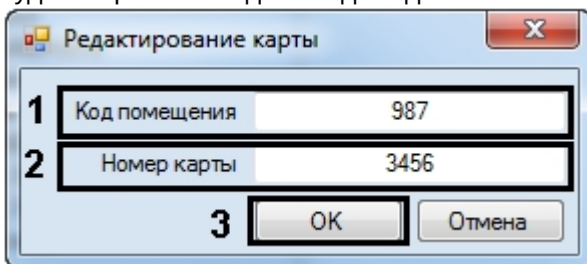 Редактирование карты
1 Код помещения 987
2 Номер карты 3456
3 OK Отмена